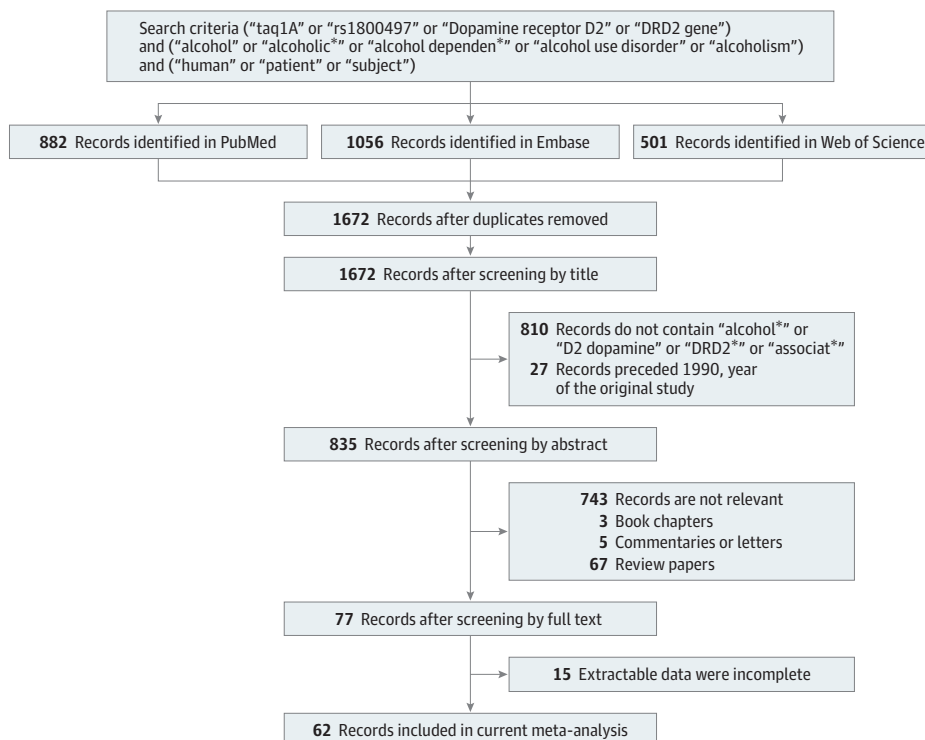 Search criteria (“taq1A” or “rs1800497” or “Dopamine receptor D2” or “DRD2 gene”)
and (“alcohol” or “alcoholic*” or “alcohol dependen*” or “alcohol use disorder” or “alcoholism”)
and (“human” or “patient” or “subject”)
882 Records identified in PubMed
1056 Records identified in Embase
501 Records identified in Web of Science
1672 Records after duplicates removed
1672 Records after screening by title
810 Records do not contain “alcohol*” or
“D2 dopamine” or “DRD2*” or “associat*”
27 Records preceded 1990, year
of the original study
835 Records after screening by abstract
743 Records are not relevant
3 Book chapters
5 Commentaries or letters
67 Review papers
77 Records after screening by full text
15 Extractable data were incomplete
62 Records included in current meta-analysis